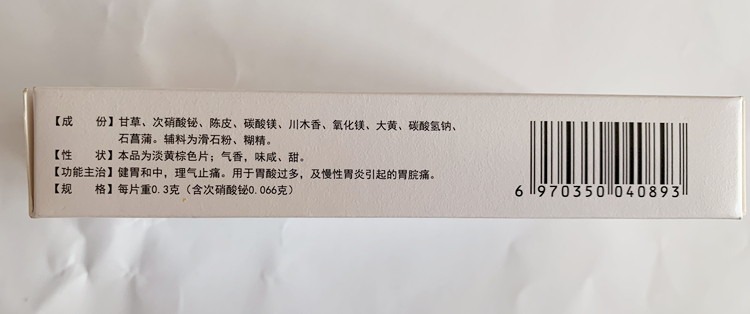 【成　份】甘草、次硝酸铋、陈皮、碳酸镁、川木香、氧化镁、大黄、碳酸氢钠、
石菖蒲。辅料为滑石粉、糊精。
【性　状】本品为淡黄棕色片；气香，味咸、甜。
【功能主治】健胃和中，理气止痛。用于胃酸过多，及慢性胃炎引起的胃脘痛。
【规　格】每片重0.3克（含次硝酸铋0.066克）
6 970350 040893